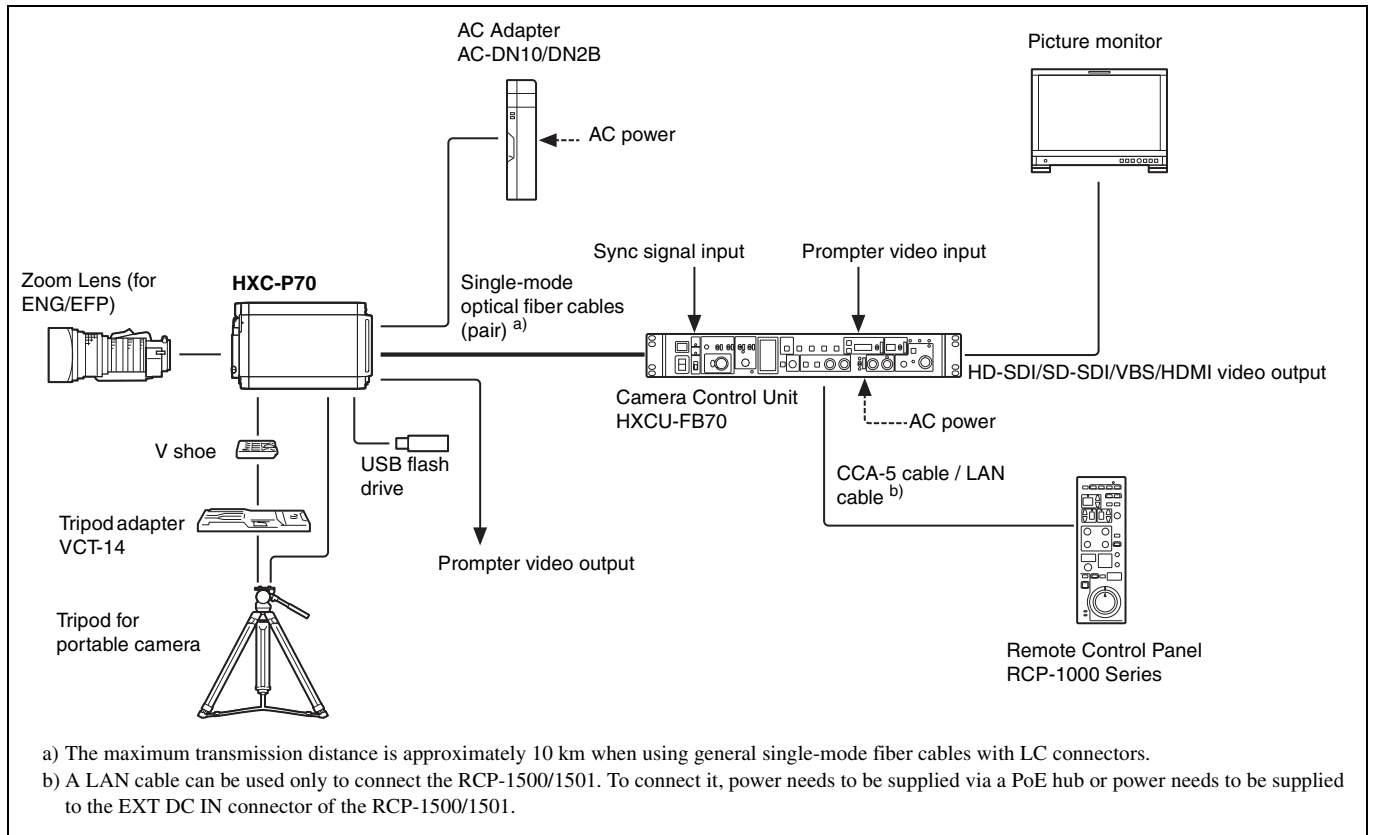 AC Adapter
AC-DN10/DN2B
Picture monitor
AC power
Sync signal input
Prompter video input
Zoom Lens (for
ENG/EFP)
HXC-P70
Single-mode
optical fiber cables
(pair) a)
HD-SDI/SD-SDI/VBS/HDMI video output
Camera Control Unit
HXCU-FB70
AC power
V shoe
USB flash
drive
CCA-5 cable / LAN
cable b)
Tripod adapter
VCT-14
Prompter video output
Tripod for
portable camera
Remote Control Panel
RCP-1000 Series
a) The maximum transmission distance is approximately 10 km when using general single-mode fiber cables with LC connectors.
b) A LAN cable can be used only to connect the RCP-1500/1501. To connect it, power needs to be supplied via a PoE hub or power needs to be supplied
to the EXT DC IN connector of the RCP-1500/1501.